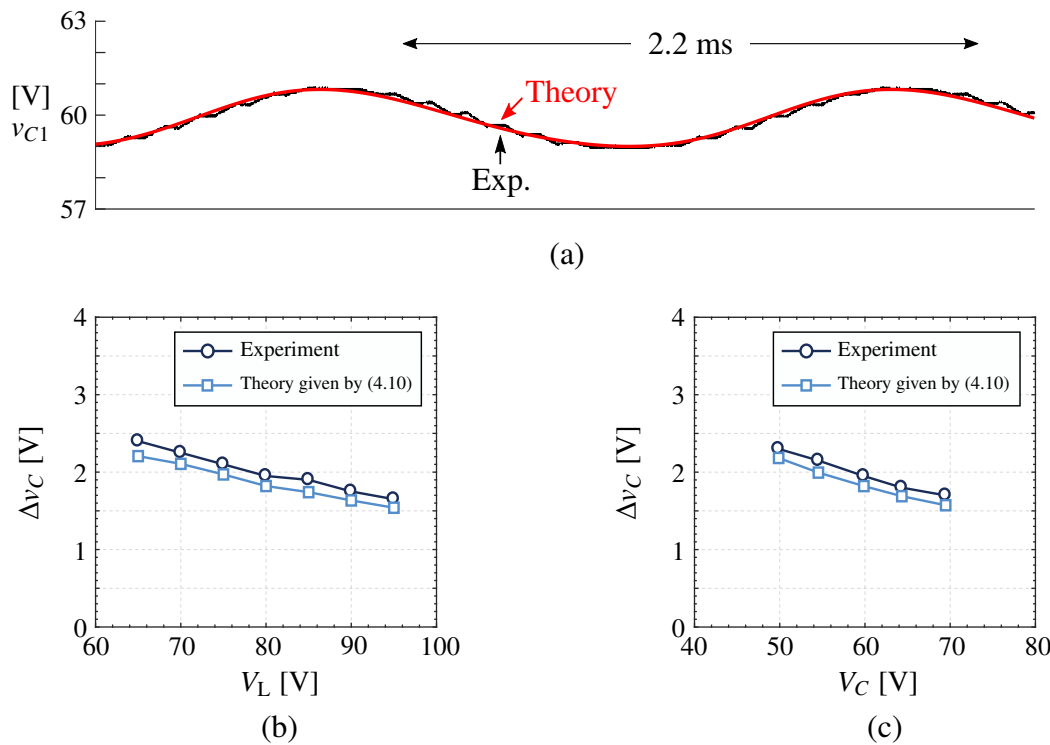 63
2.2 ms
[V]
v_{C1}
60
Theory
Exp.
57
(a)
4
3
2
1
0
Δv_C [V]
Experiment
Theory given by (4.10)
60 70 80 90 100
V_L [V]
(b)
4
3
2
1
0
Δv_C [V]
Experiment
Theory given by (4.10)
40 50 60 70 80
V_C [V]
(c)